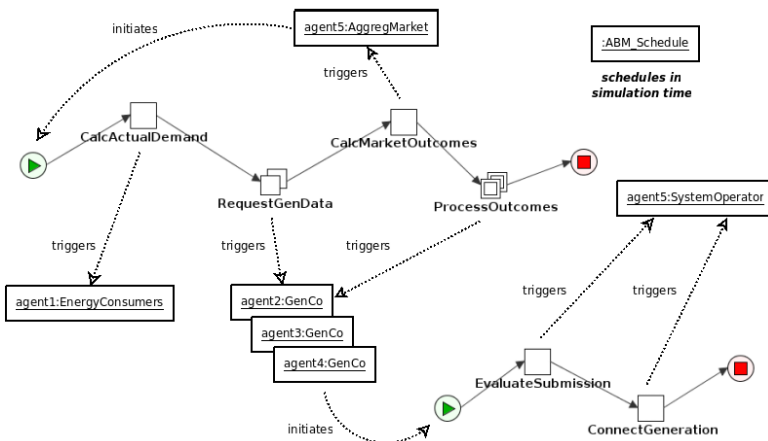 initiates
agent5:AggregMarket
:ABM_Schedule
triggers
schedules in
simulation time
CalcActualDemand
CalcMarketOutcomes
RequestGenData
ProcessOutcomes
agent5:SystemOperator
triggers
triggers
triggers
agent1:EnergyConsumers
agent2:GenCo
agent3:GenCo
agent4:GenCo
triggers
triggers
EvaluateSubmission
initiates
ConnectGeneration